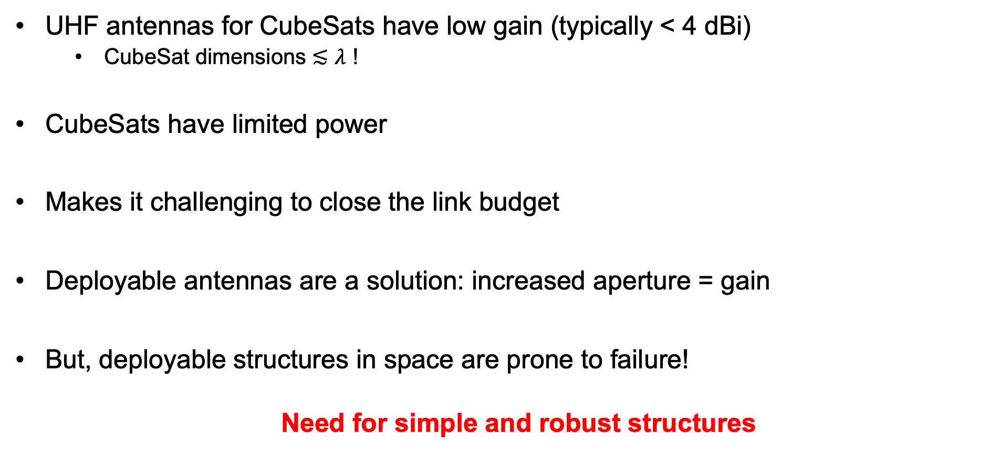 • UHF antennas for CubeSats have low gain (typically < 4 dBi)
• CubeSat dimensions ≲ λ !
• CubeSats have limited power
• Makes it challenging to close the link budget
• Deployable antennas are a solution: increased aperture = gain
• But, deployable structures in space are prone to failure!
Need for simple and robust structures